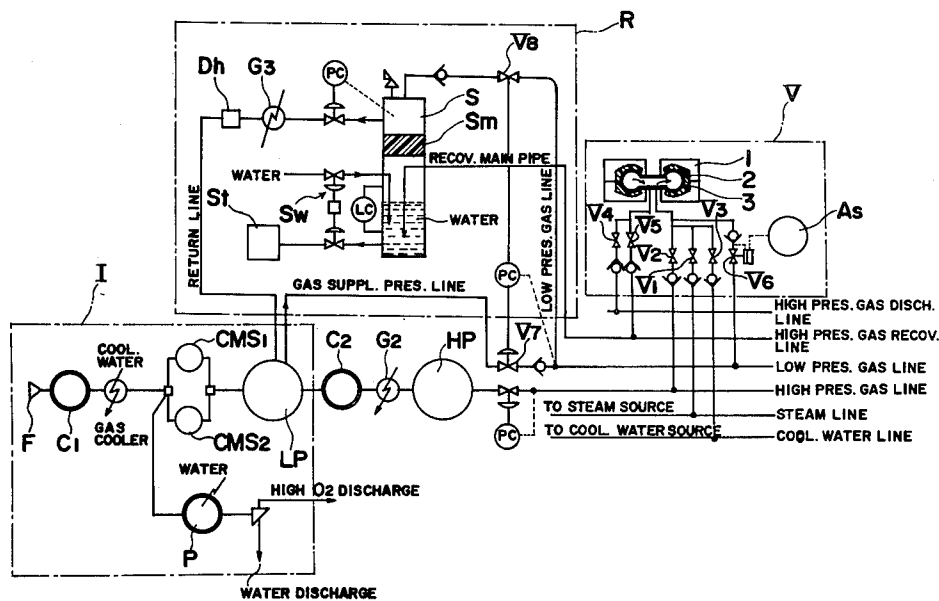 R
V8
Dh
G3
PC
S
Sm
V
RECOV. MAIN PIPE
1
2
3
WATER
St
Sw
LC
WATER
V4
V5
V3
V2
V1
V6
As
RETURN LINE
LOW PRES. GAS LINE
I
GAS SUPPL. PRES. LINE
PC
HIGH PRES. GAS DISCH.
LINE
HIGH PRES. GAS RECOV.
LINE
COOL.
WATER
CMS1
C2
G2
HP
V7
LOW PRES. GAS LINE
HIGH PRES. GAS LINE
TO STEAM SOURCE
STEAM LINE
TO COOL. WATER SOURCE
COOL. WATER LINE
F
C1
GAS
COOLER
CMS2
LP
PC
WATER
HIGH O2 DISCHARGE
P
WATER DISCHARGE